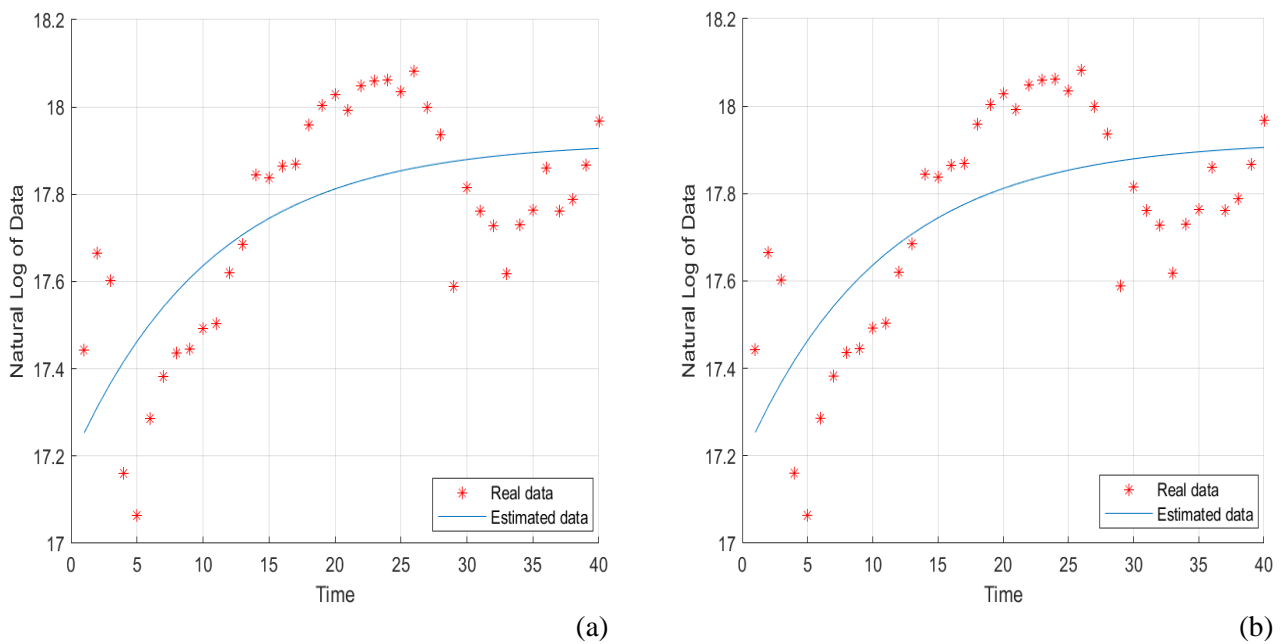 18.2
18
17.8
17.6
17.4
17.2
17
0 5 10 15 20 25 30 35 40
Natural Log of Data
Time
Real data
Estimated data
(a)
18.2
18
17.8
17.6
17.4
17.2
17
0 5 10 15 20 25 30 35 40
Natural Log of Data
Time
Real data
Estimated data
(b)